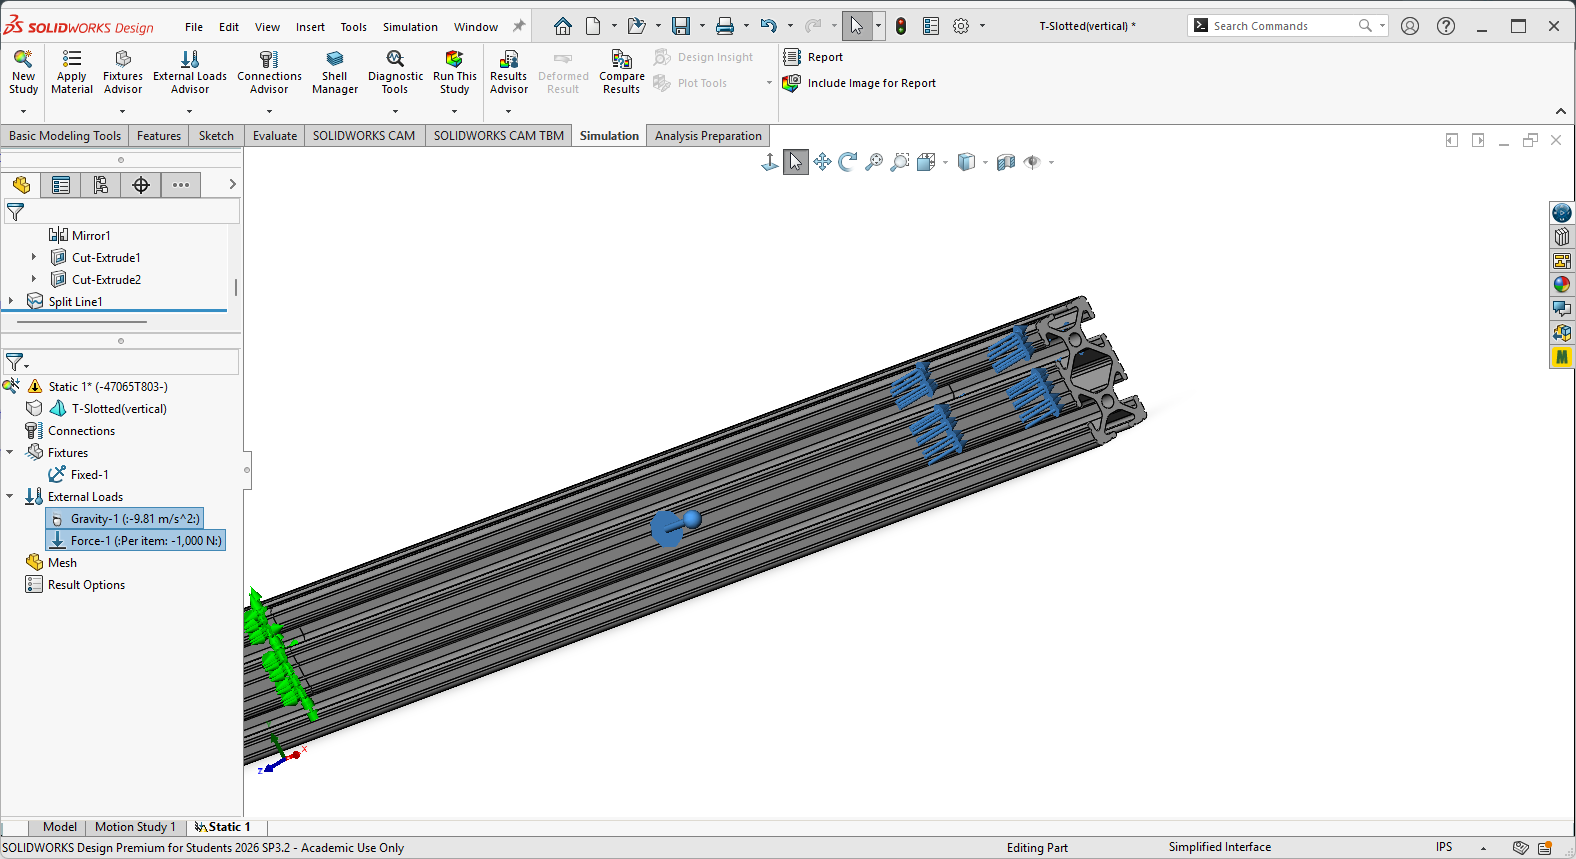 SOLIDWORKS Design File Edit View Insert Tools Simulation Window T-Slotted(vertical) * Search Commands
New Study
Apply Material
Fixtures Advisor
External Loads Advisor
Connections Advisor
Shell Manager
Diagnostic Tools
Run This Study
Results Advisor
Deformed Result
Compare Results
Design Insight
Plot Tools
Report
Include Image for Report
Basic Modeling Tools Features Sketch Evaluate SOLIDWORKS CAM SOLIDWORKS CAM TBM Simulation Analysis Preparation
Mirror1
Cut-Extrude1
Cut-Extrude2
Split Line1
Static 1* (-47065T803-)
T-Slotted(vertical)
Connections
Fixtures
Fixed-1
External Loads
Gravity-1 (:-9.81 m/s^2:)
Force-1 (:Per item: -1,000 N:)
Mesh
Result Options
X
Z
M
Model Motion Study 1 Static 1
SOLIDWORKS Design Premium for Students 2026 SP3.2 - Academic Use Only Editing Part Simplified Interface IPS